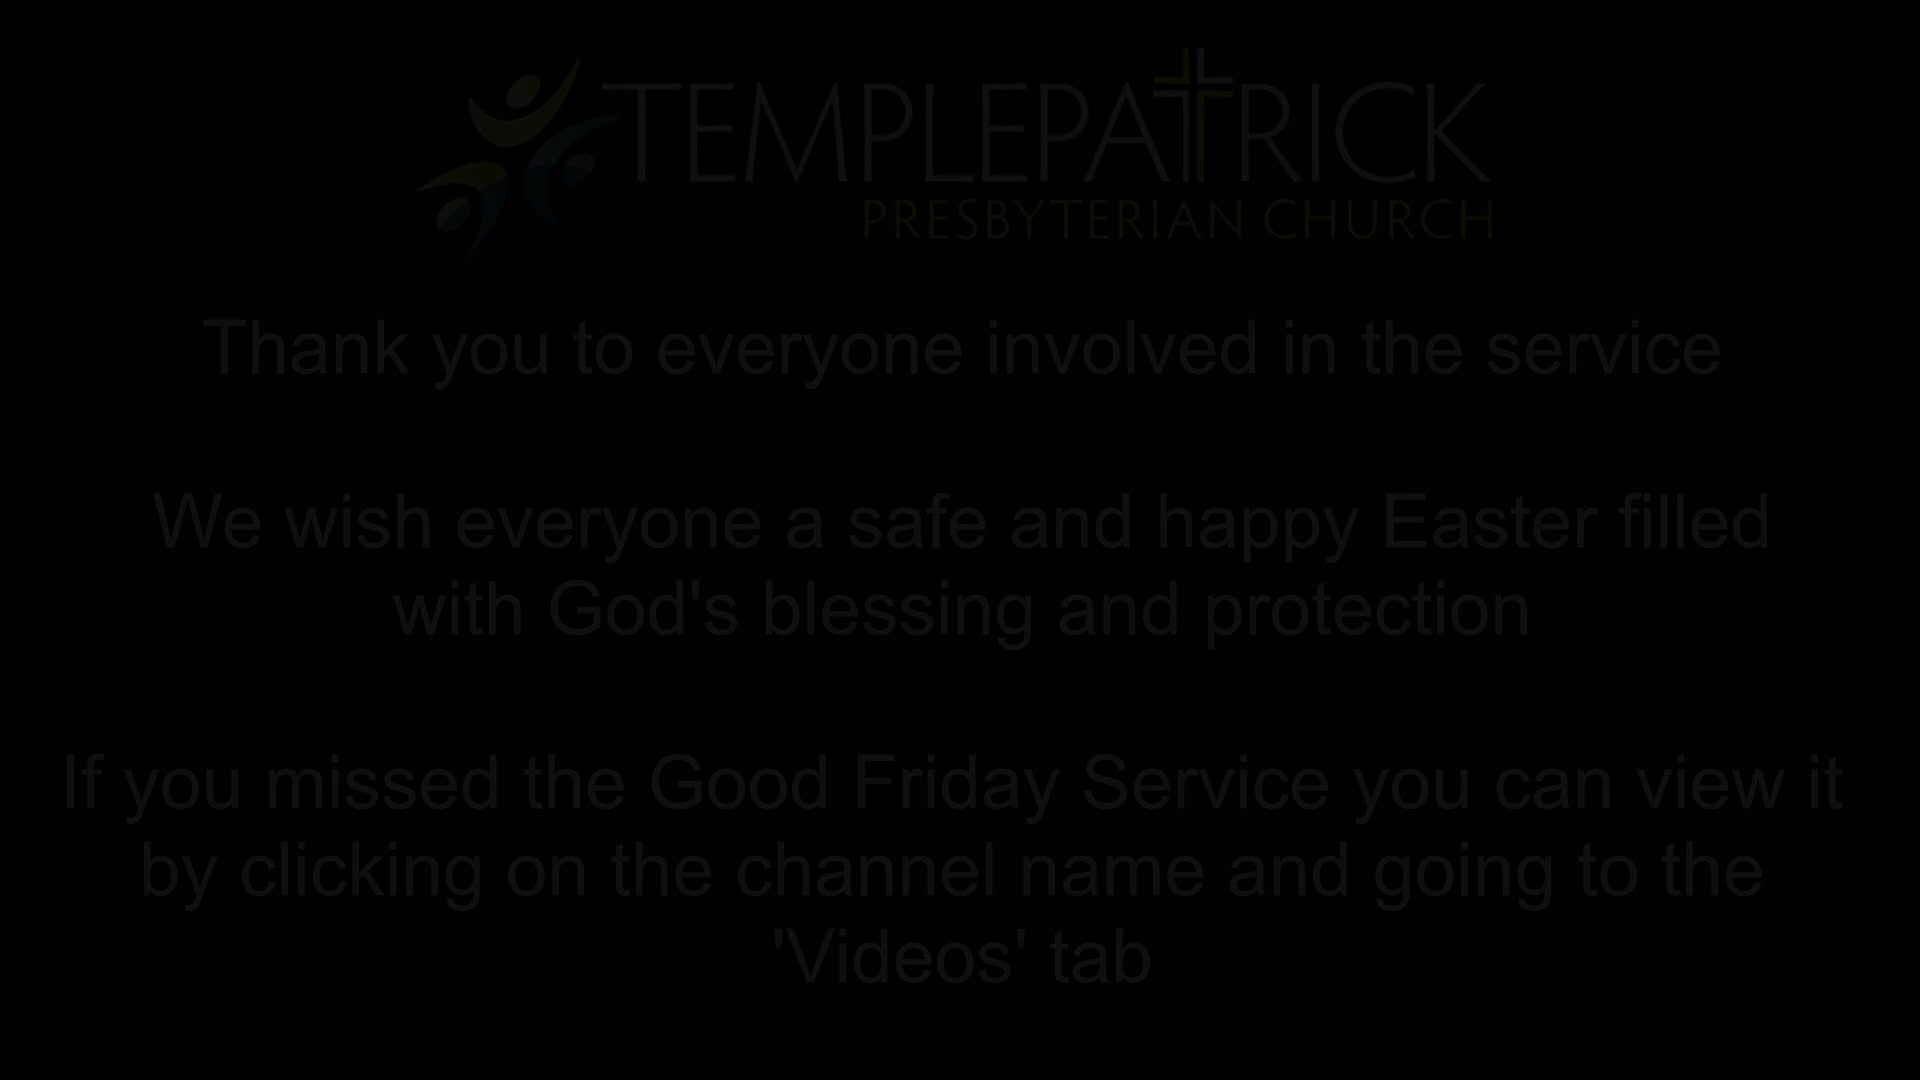 TEMPLEPATRICK
PRESBYTERIAN CHURCH
Thank you to everyone involved in the service
We wish everyone a safe and happy Easter filled
with God's blessing and protection
If you missed the Good Friday Service you can view it
by clicking on the channel name and going to the
'Videos' tab